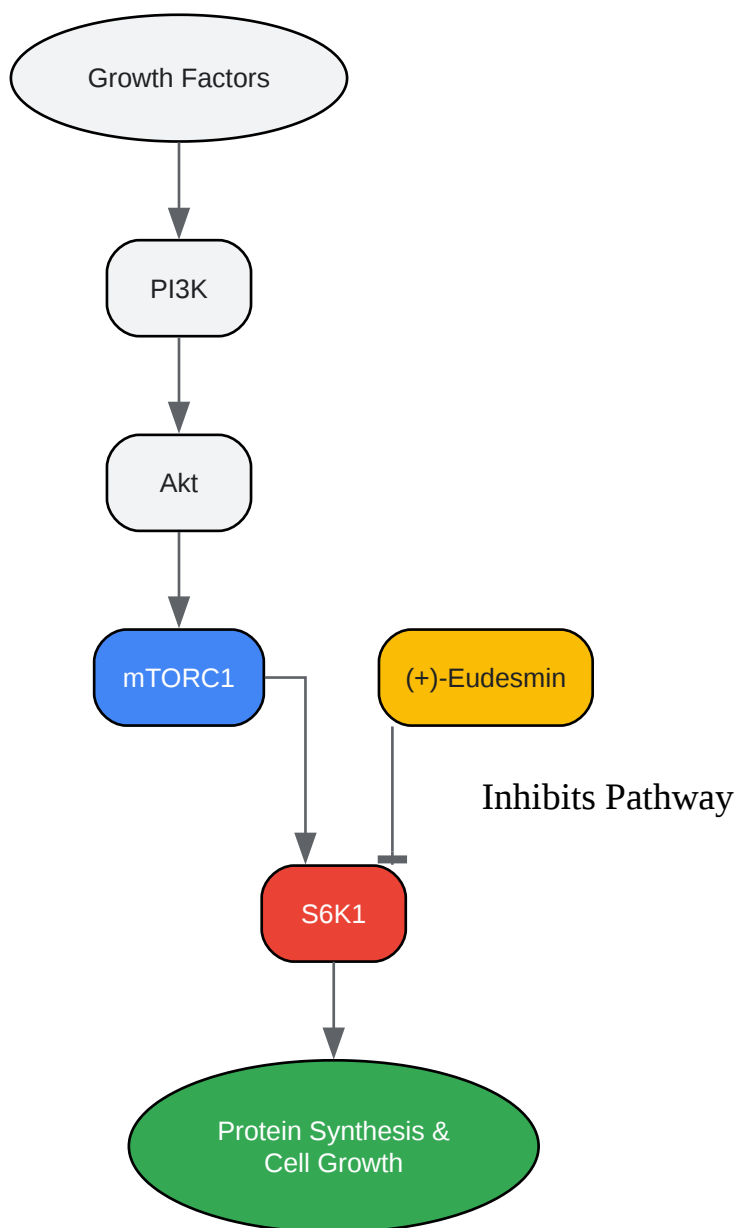 Growth Factors
PI3K
Akt
mTORC1
(+)-Eudesmin
Inhibits Pathway
S6K1
Protein Synthesis &
Cell Growth